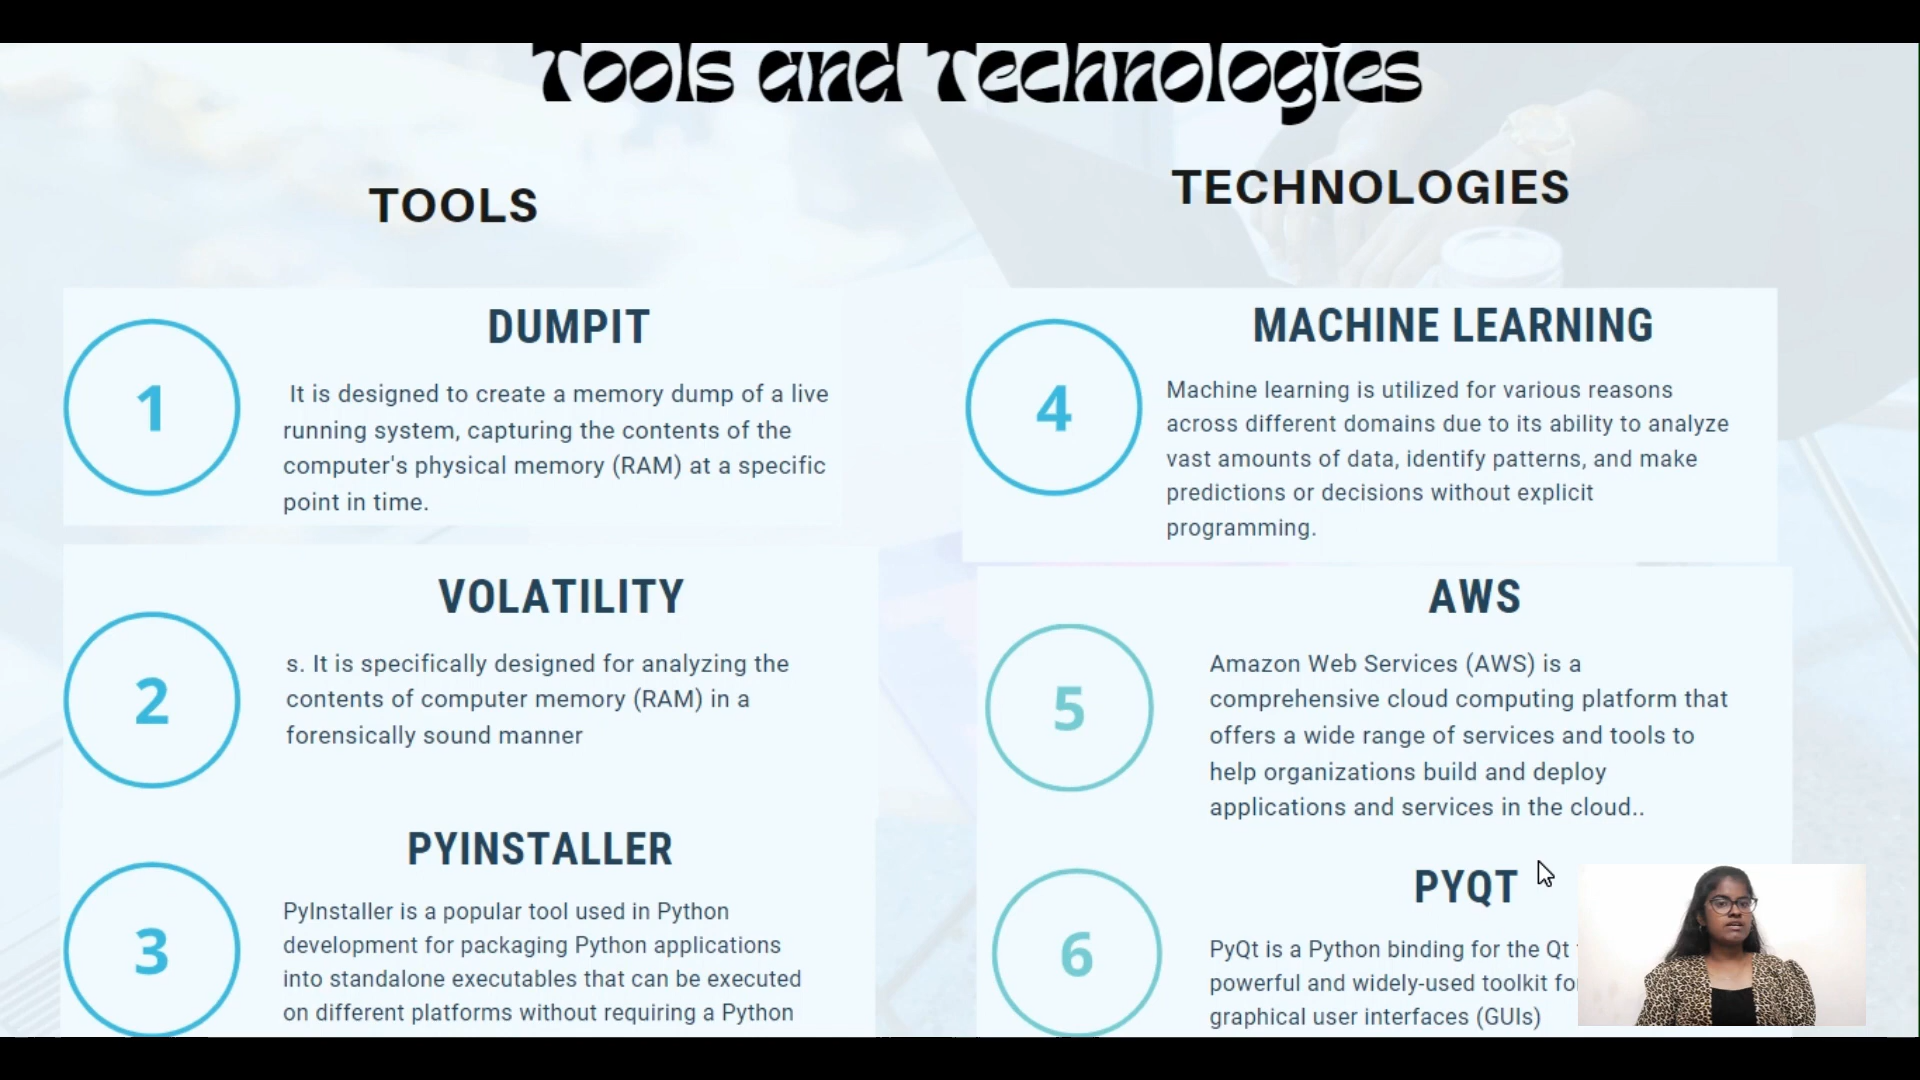 Tools and Technologies
TOOLS
1
DUMPIT
It is designed to create a memory dump of a live
running system, capturing the contents of the
computer's physical memory (RAM) at a specific
point in time.
2
VOLATILITY
s. It is specifically designed for analyzing the
contents of computer memory (RAM) in a
forensically sound manner
3
PYINSTALLER
PyInstaller is a popular tool used in Python
development for packaging Python applications
into standalone executables that can be executed
on different platforms without requiring a Python
TECHNOLOGIES
4
MACHINE LEARNING
Machine learning is utilized for various reasons
across different domains due to its ability to analyze
vast amounts of data, identify patterns, and make
predictions or decisions without explicit
programming.
5
AWS
Amazon Web Services (AWS) is a
comprehensive cloud computing platform that
offers a wide range of services and tools to
help organizations build and deploy
applications and services in the cloud..
6
PYQT
PyQt is a Python binding for the Qt
powerful and widely-used toolkit for
graphical user interfaces (GUIs)